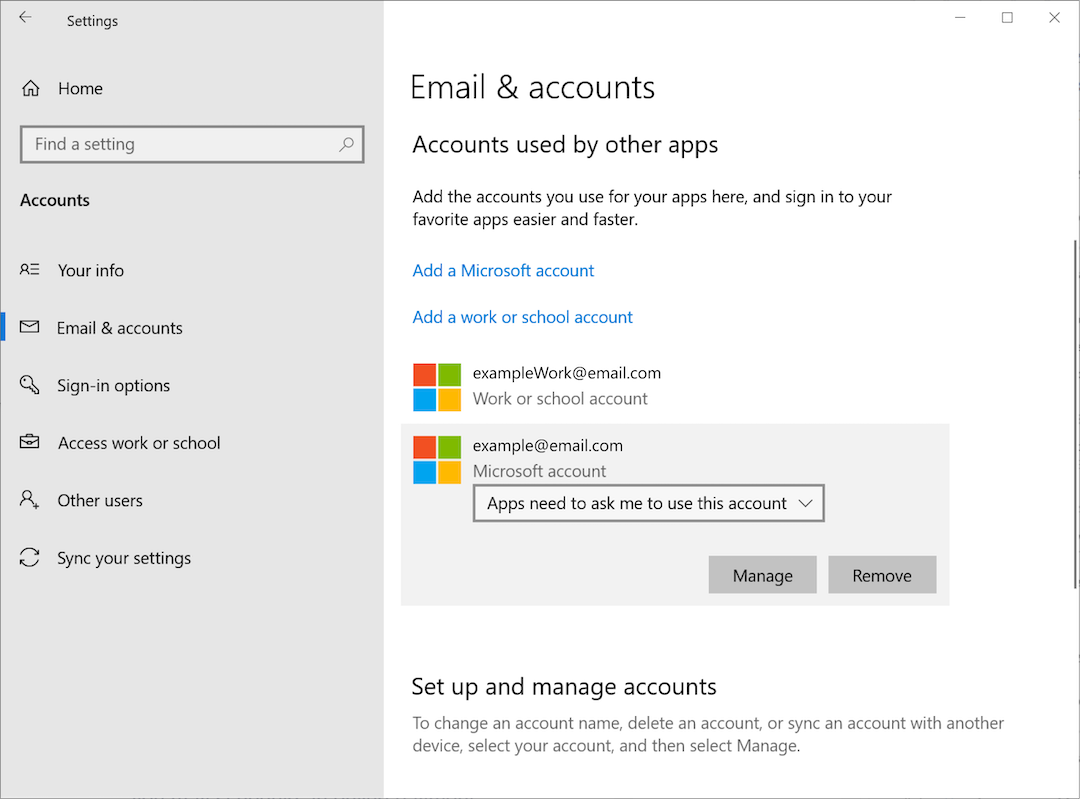 Settings
Home
Find a setting
Accounts
Your info
Email & accounts
Sign-in options
Access work or school
Other users
Sync your settings
Email & accounts
Accounts used by other apps
Add the accounts you use for your apps here, and sign in to your
favorite apps easier and faster.
Add a Microsoft account
Add a work or school account
exampleWork@email.com
Work or school account
example@email.com
Microsoft account
Apps need to ask me to use this account
Manage
Remove
Set up and manage accounts
To change an account name, delete an account, or sync an account with another
device, select your account, and then select Manage.